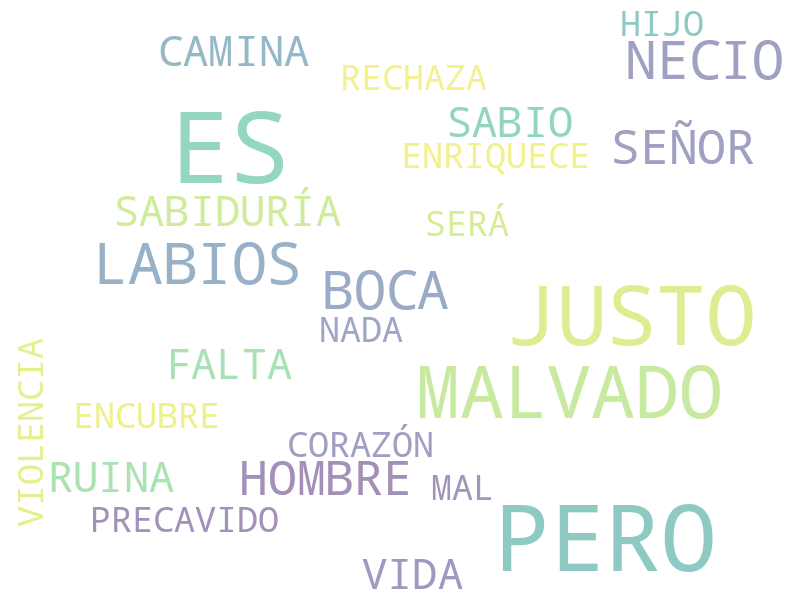 HIJO
CAMINA
NECIO
RECHAZA
SABIO
ES
SEÑOR
ENRIQUECE
SABIDURÍA
SERÁ
LABIOS
BOCA
JUSTO
NADA
FALTA
MALVADO
VIOLENCIA
ENCUBRE
CORAZÓN
RUINA
HOMBRE
MAL
PRECAVIDO
PERO
VIDA